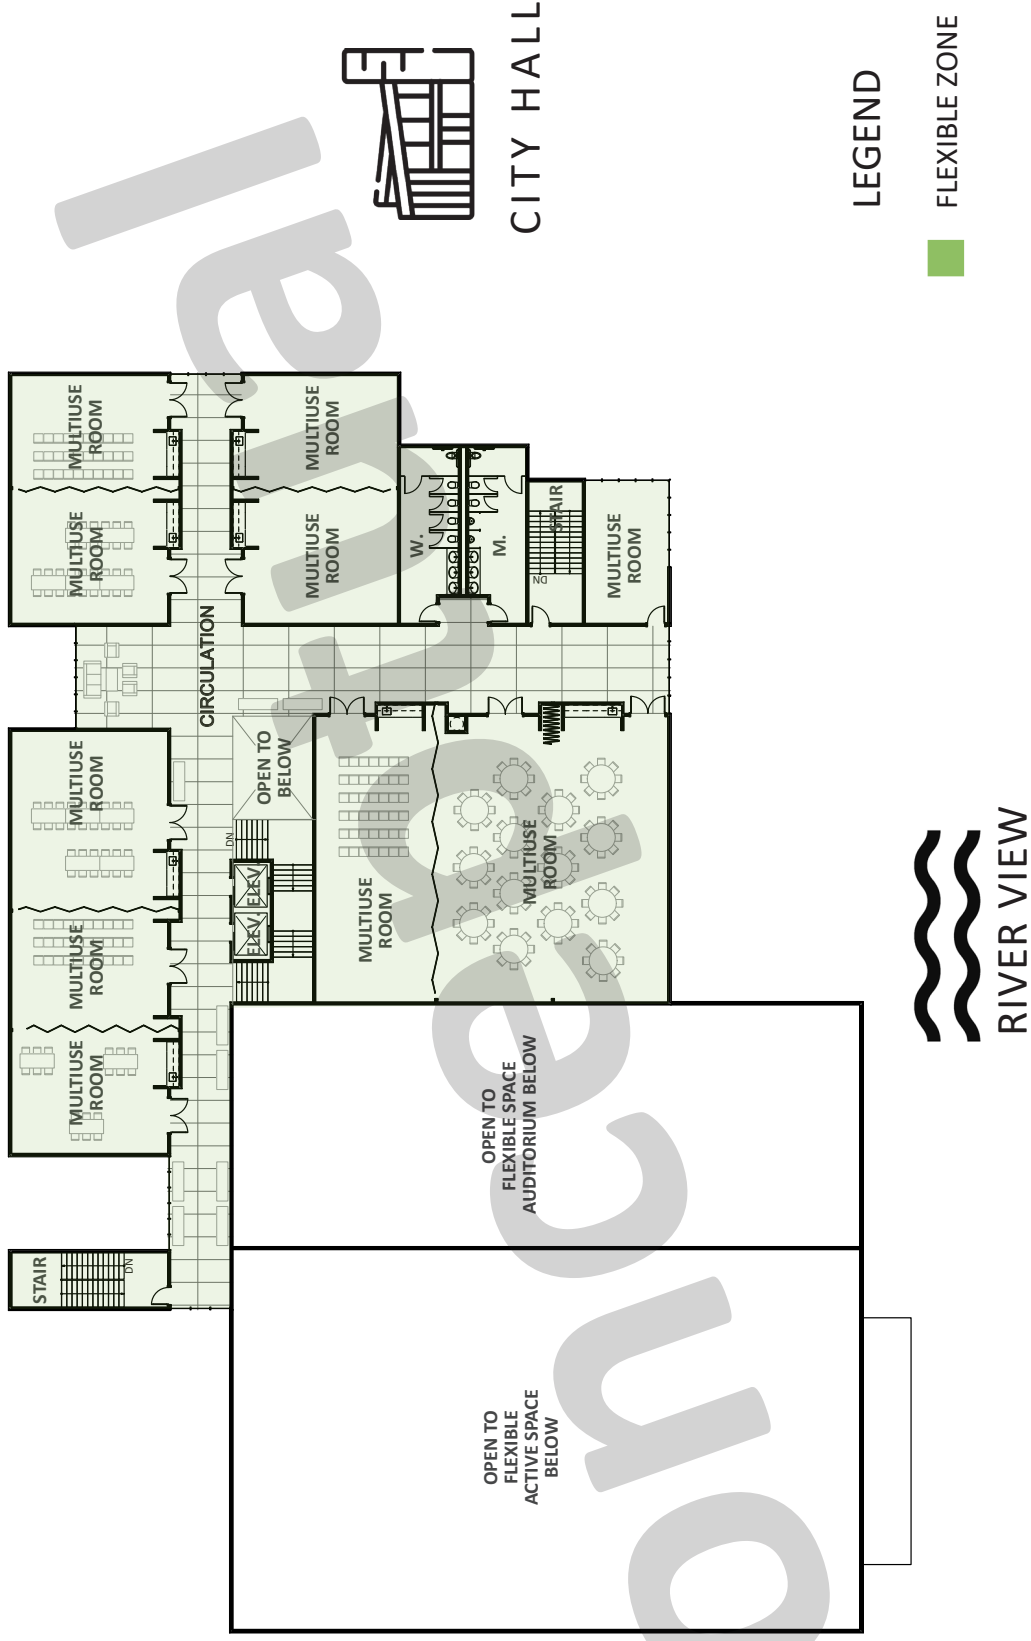 STAIR
DN
MULTIUSE
ROOM
MULTIUSE
ROOM
MULTIUSE
ROOM
MULTIUSE
ROOM
MULTIUSE
ROOM
CIRCULATION
DN
ELEV.
ELEV.
OPEN TO
BELOW
MULTIUSE
ROOM
MULTIUSE
ROOM
MULTIUSE
ROOM
W.
M.
OPEN TO
FLEXIBLE
ACTIVE SPACE
BELOW
OPEN TO
FLEXIBLE SPACE
AUDITORIUM BELOW
MULTIUSE
ROOM
DN
STAIR
MULTIUSE
ROOM
CITY HALL
LEGEND
FLEXIBLE ZONE
RIVER VIEW
onceptual